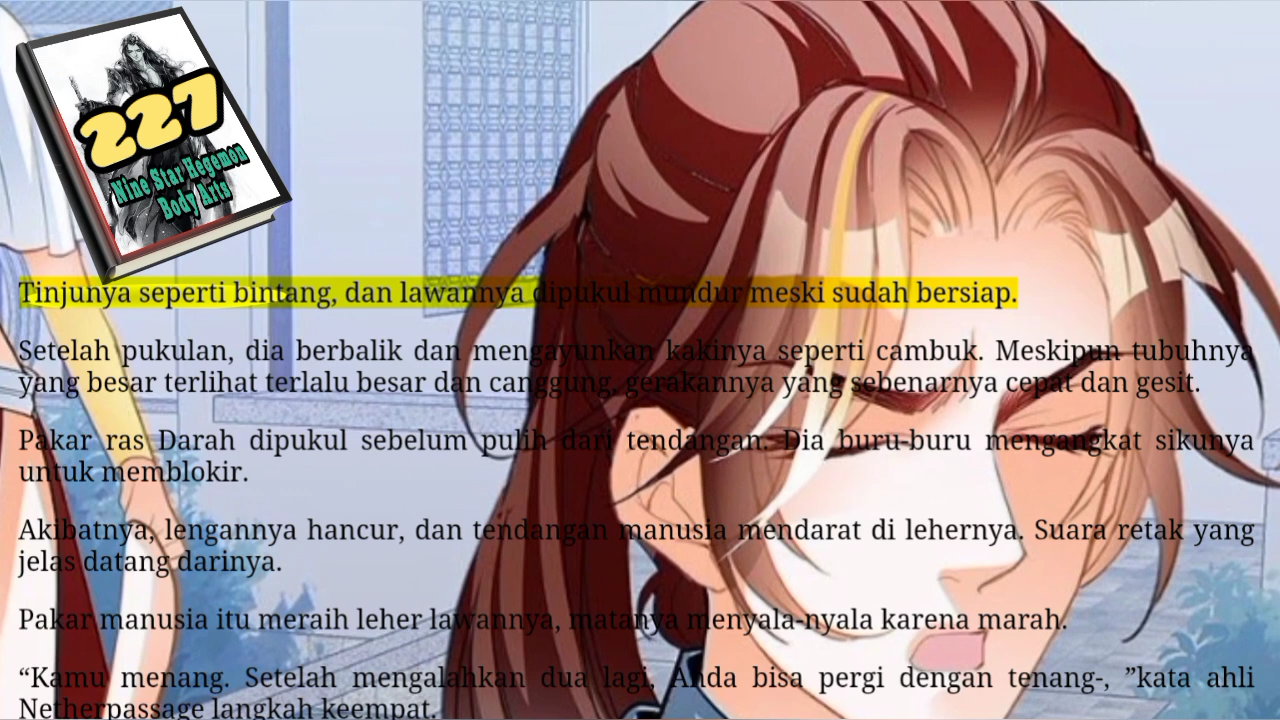 227
Nine Star Hegemon
Body Arts
Tinjunya seperti bintang, dan lawannya dipukul mundur meski sudah bersiap.
Setelah pukulan, dia berbalik dan mengayunkan kakinya seperti cambuk. Meskipun tubuhnya
yang besar terlihat terlalu besar dan canggung, gerakannya yang sebenarnya cepat dan gesit.
Pakar ras Darah dipukul sebelum pulih dari tendangan. Dia buru-buru mengangkat sikunya
untuk memblokir.
Akibatnya, lengannya hancur, dan tendangan manusia mendarat di lehernya. Suara retak yang
jelas datang darinya.
Pakar manusia itu meraih leher lawannya, matanya menyala-nyala karena marah.
“Kamu menang. Setelah mengalahkan dua lagi, Anda bisa pergi dengan tenang-, ”kata ahli
Netherpassage langkah keempat.